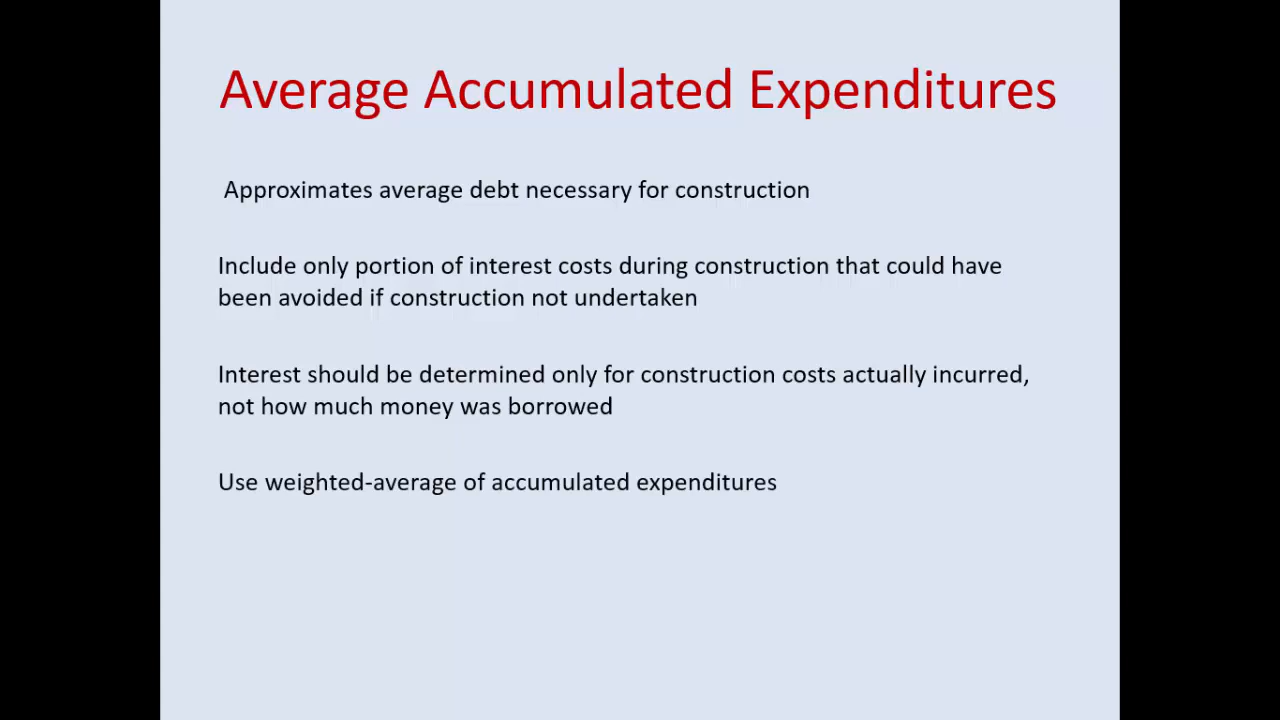 Average Accumulated Expenditures
Approximates average debt necessary for construction
Include only portion of interest costs during construction that could have
been avoided if construction not undertaken
Interest should be determined only for construction costs actually incurred,
not how much money was borrowed
Use weighted-average of accumulated expenditures